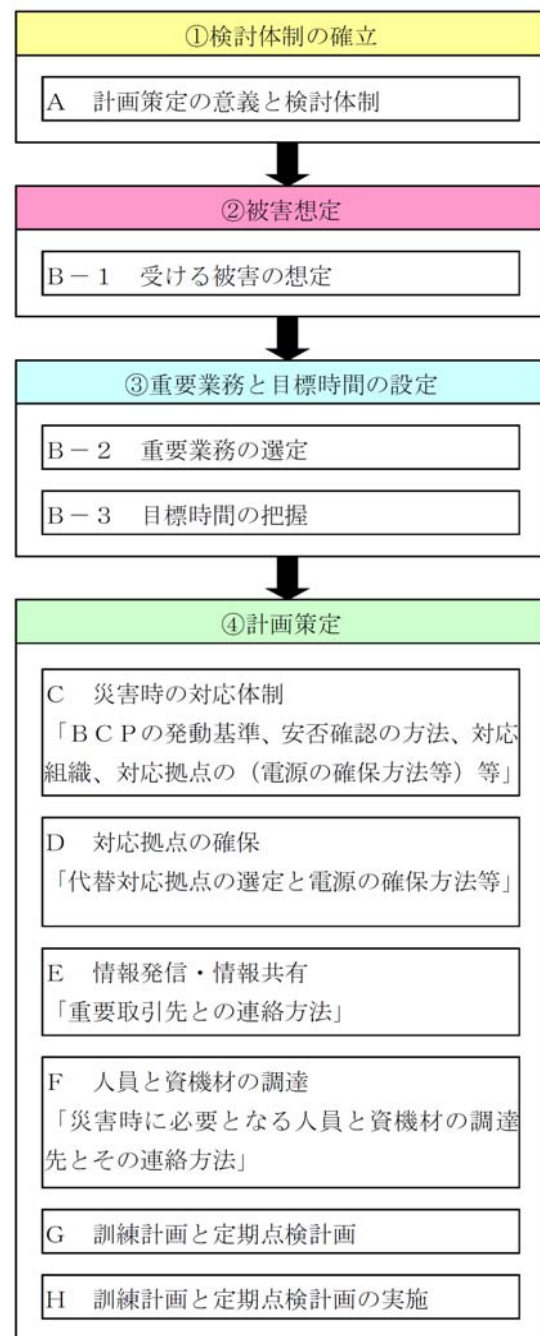 ①検討体制の確立
A 計画策定の意義と検討体制
②被害想定
B－1 受ける被害の想定
③重要業務と目標時間の設定
B－2 重要業務の選定
B－3 目標時間の把握
④計画策定
C 災害時の対応体制
「BCPの発動基準、安否確認の方法、対応
組織、対応拠点の（電源の確保方法等）等」
D 対応拠点の確保
「代替対応拠点の選定と電源の確保方法等」
E 情報発信・情報共有
「重要取引先との連絡方法」
F 人員と資機材の調達
「災害時に必要となる人員と資機材の調達
先とその連絡方法」
G 訓練計画と定期点検計画
H 訓練計画と定期点検計画の実施